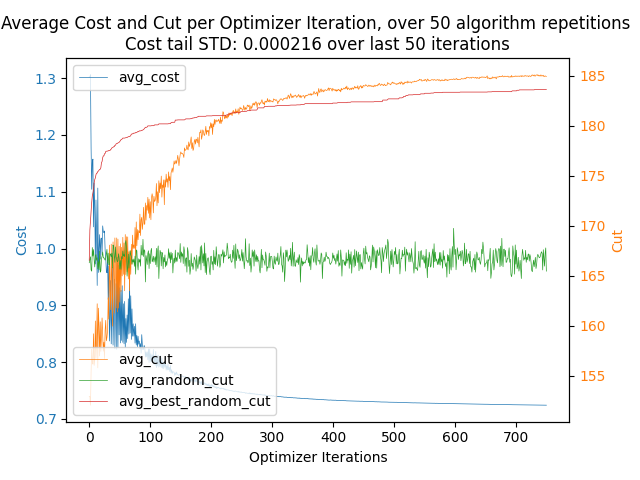 Average Cost and Cut per Optimizer Iteration, over 50 algorithm repetitions
Cost tail STD: 0.000216 over last 50 iterations
avg_cost
1.3
1.2
1.1
1.0
0.9
0.8
0.7
Cost
185
180
175
170
165
160
155
Cut
avg_cut
avg_random_cut
avg_best_random_cut
0 100 200 300 400 500 600 700
Optimizer Iterations